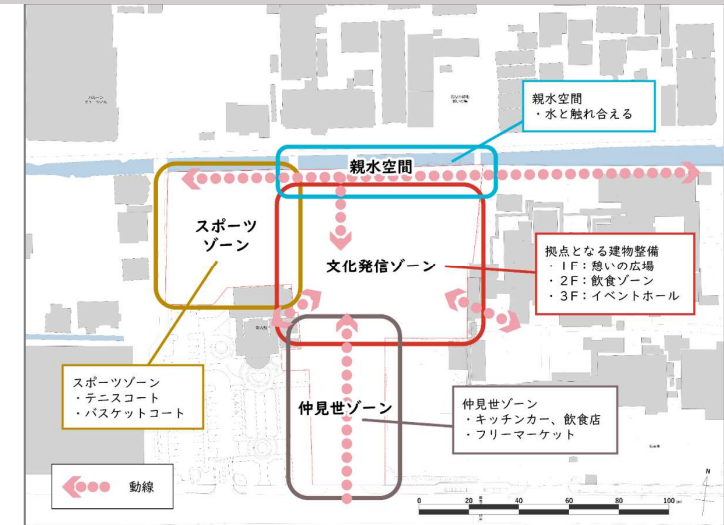 親水空間
・水と触れ合える
親水空間
スポーツ
ゾーン
文化発信ゾーン
拠点となる建物整備
・1F：憩いの広場
・2F：飲食ゾーン
・3F：イベントホール
スポーツゾーン
・テニスコート
・バスケットコート
仲見世ゾーン
仲見世ゾーン
・キッチンカー、飲食店
・フリーマーケット
動線
N
0 20 40 60 80 100